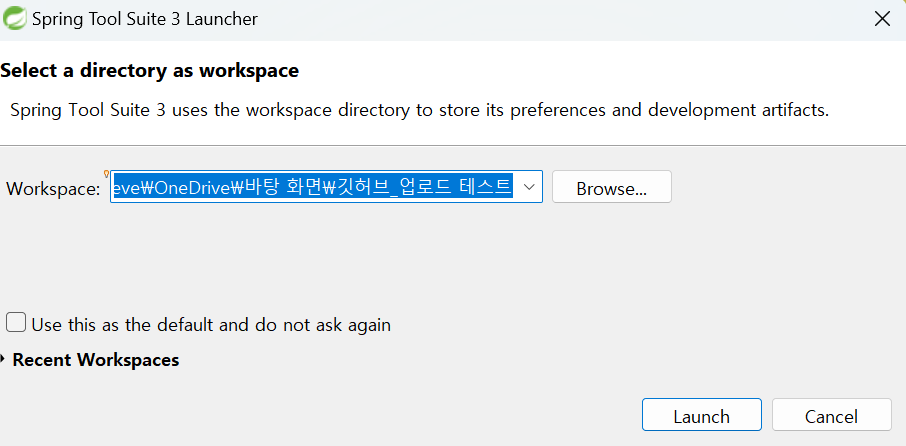 Spring Tool Suite 3 Launcher
Select a directory as workspace
Spring Tool Suite 3 uses the workspace directory to store its preferences and development artifacts.
Workspace: eve₩OneDrive₩바탕 화면₩깃허브_업로드 테스트 Browse...
Use this as the default and do not ask again
Recent Workspaces
Launch Cancel